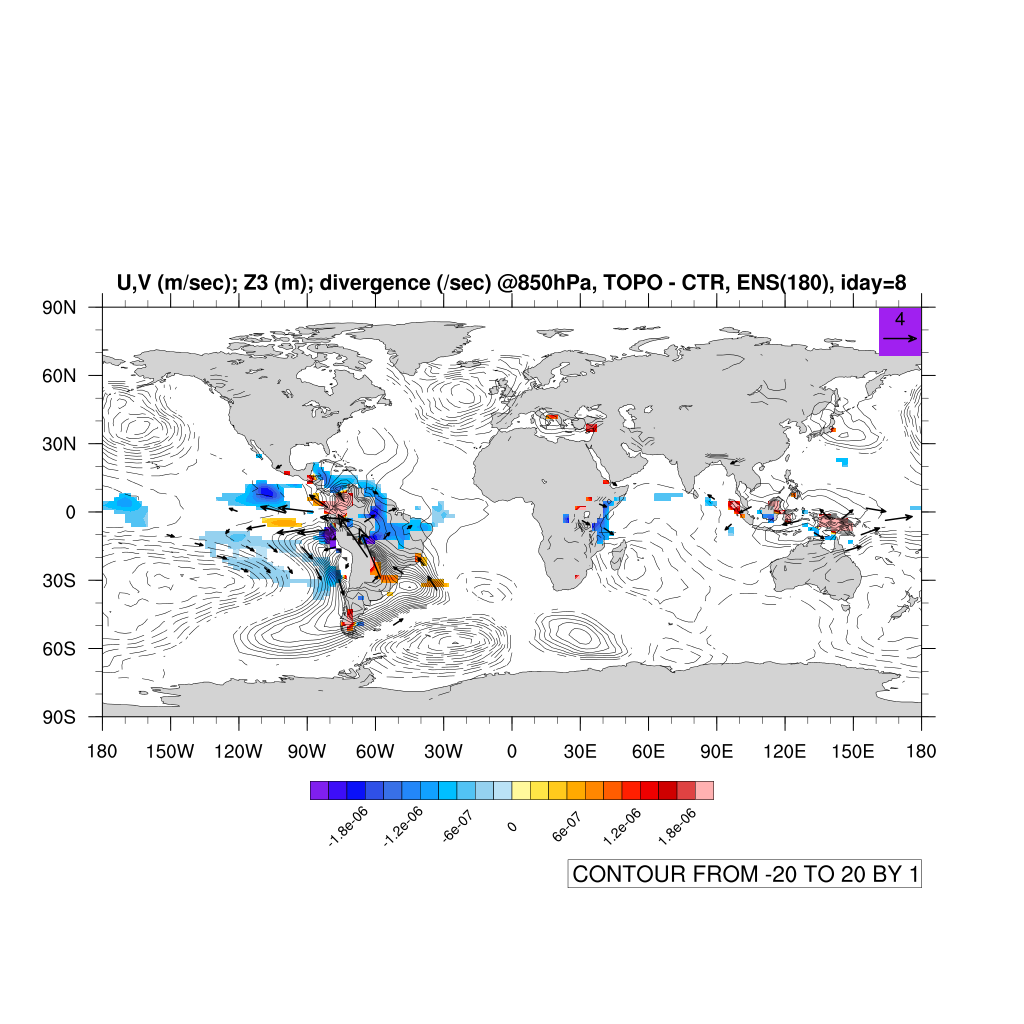 U,V (m/sec); Z3 (m); divergence (/sec) @850hPa, TOPO - CTR, ENS(180), iday=8
4
90N
60N
30N
0
30S
60S
90S
180 150W 120W 90W 60W 30W 0 30E 60E 90E 120E 150E 180
-1.8e-06 -1.2e-06 -6e-07 0 6e-07 1.2e-06 1.8e-06
CONTOUR FROM -20 TO 20 BY 1